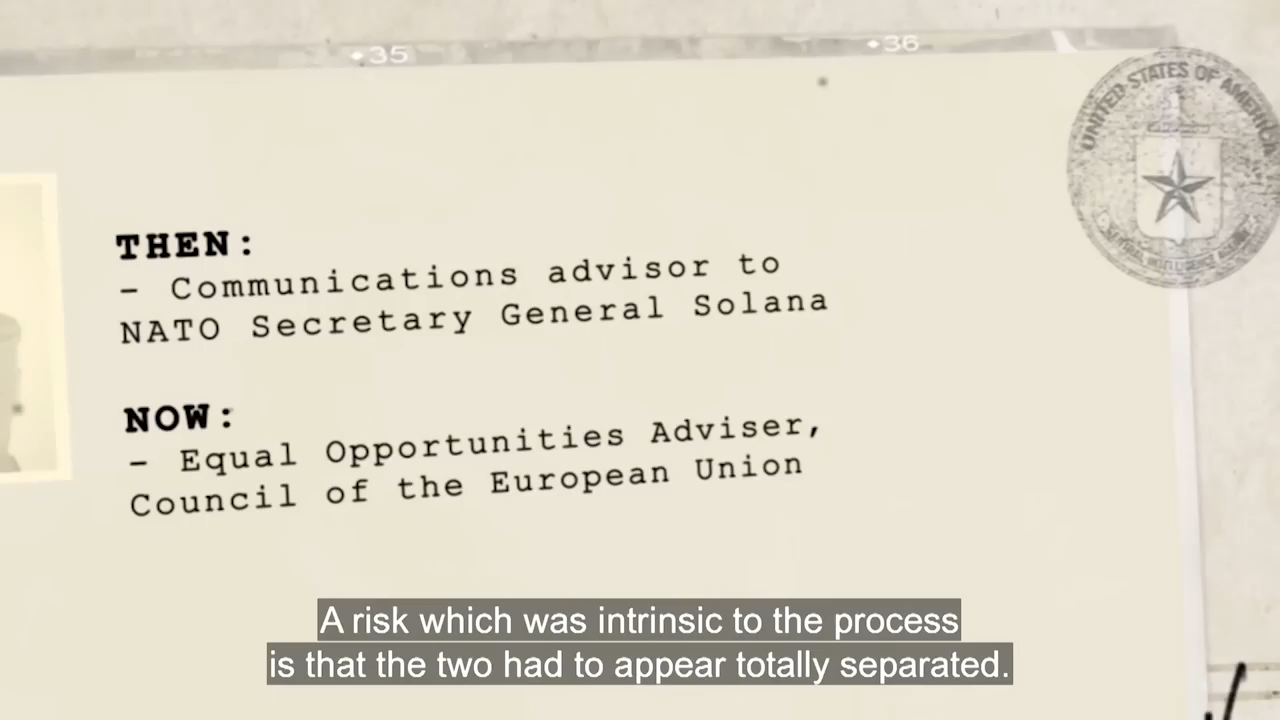 35
36
UNITED STATES OF AMERICA
THEN:
- Communications advisor to
NATO Secretary General Solana
NOW:
- Equal Opportunities Adviser,
Council of the European Union
A risk which was intrinsic to the process
is that the two had to appear totally separated.